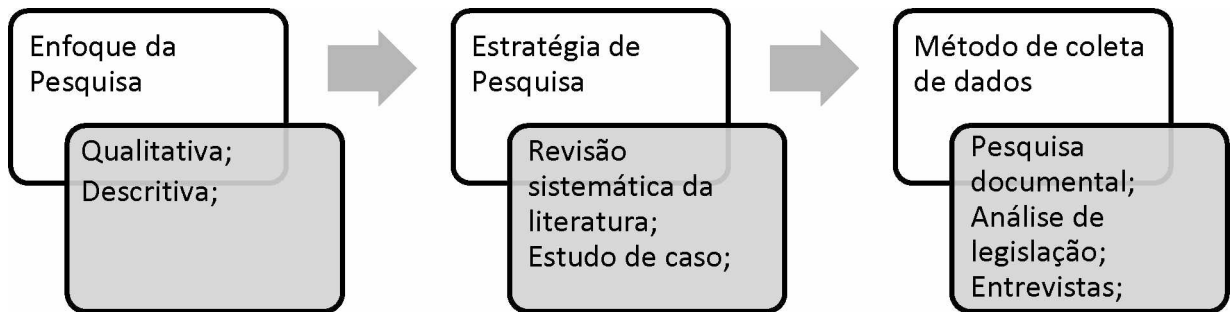 Enfoque da
Pesquisa
Qualitativa;
Descritiva;
Estratégia de
Pesquisa
Revisão
sistemática da
literatura;
Estudo de caso;
Método de coleta
de dados
Pesquisa
documental;
Análise de
legislação;
Entrevistas;